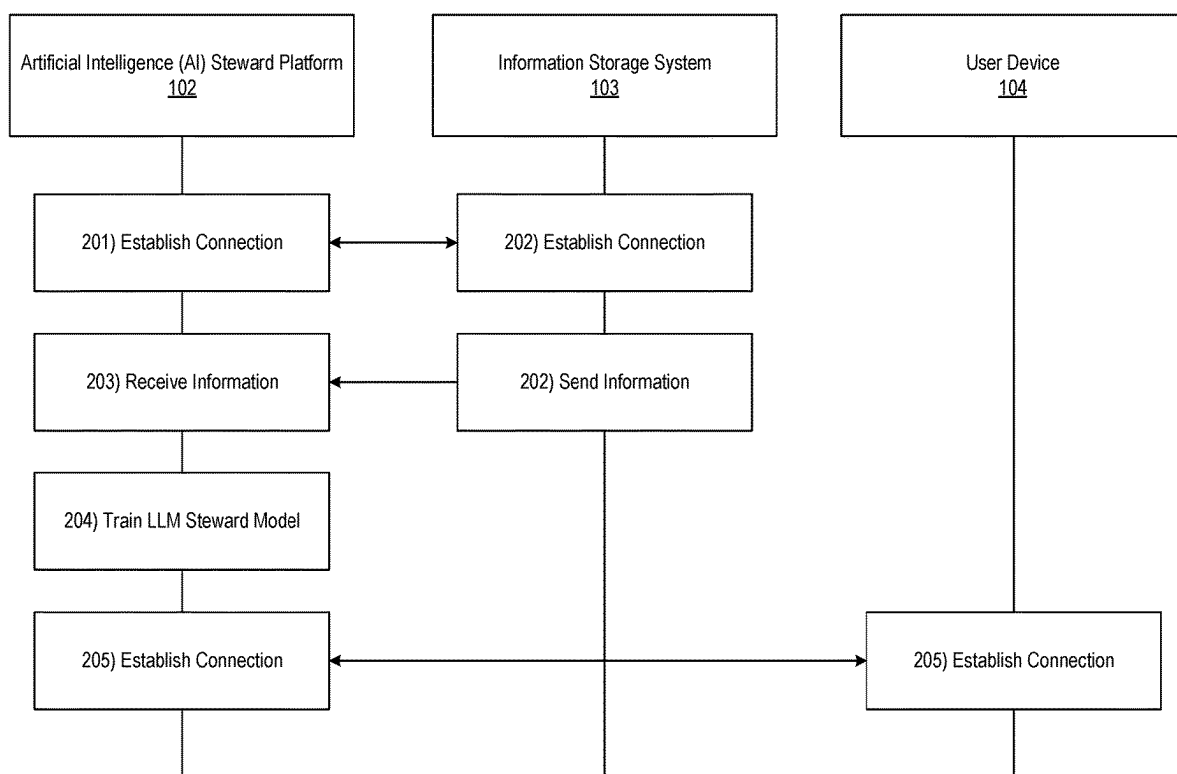 Artificial Intelligence (AI) Steward Platform
102
Information Storage System
103
User Device
104
201) Establish Connection
202) Establish Connection
203) Receive Information
202) Send Information
204) Train LLM Steward Model
205) Establish Connection
205) Establish Connection